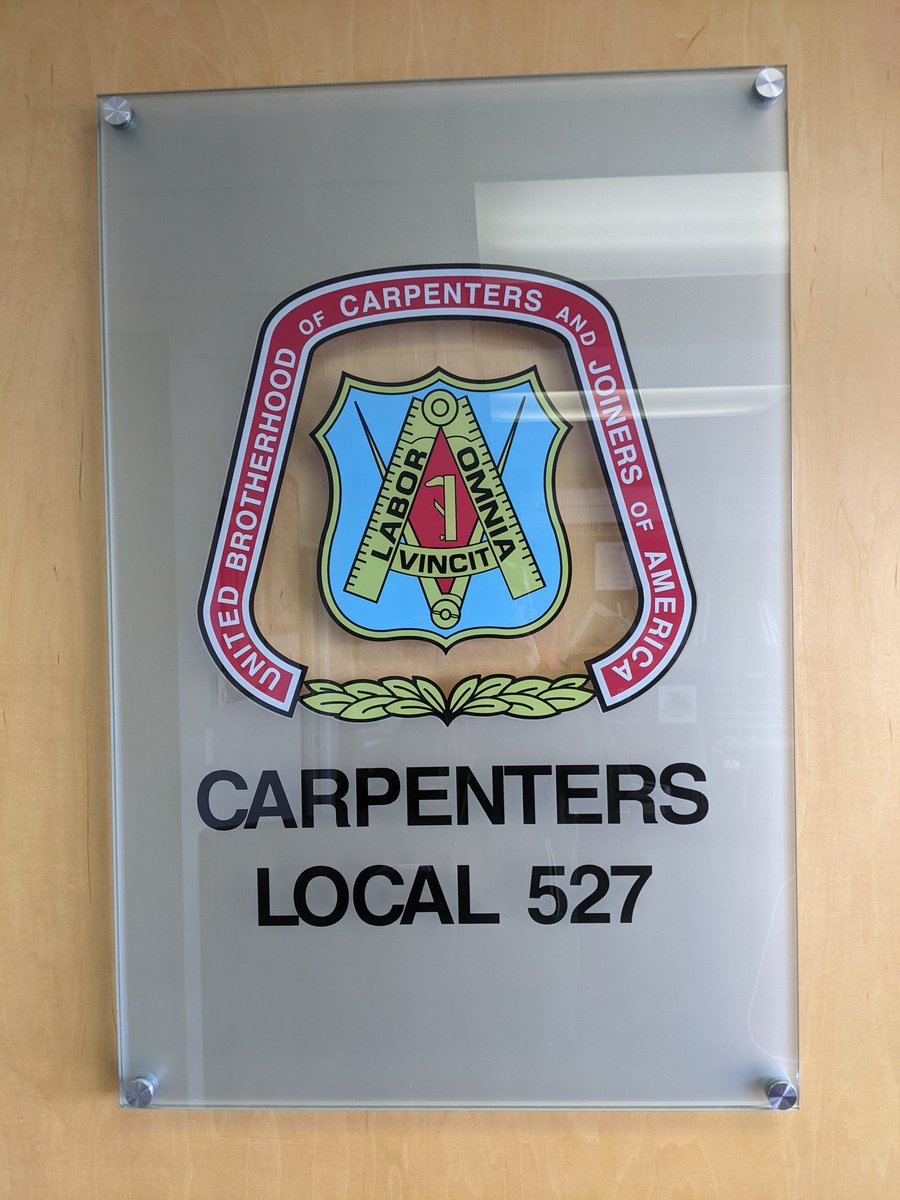 UNITED BROTHERHOOD OF CARPENTERS AND JOINERS OF AMERICA
LABOR
OMNIA
VINCIT
CARPENTERS
LOCAL 527